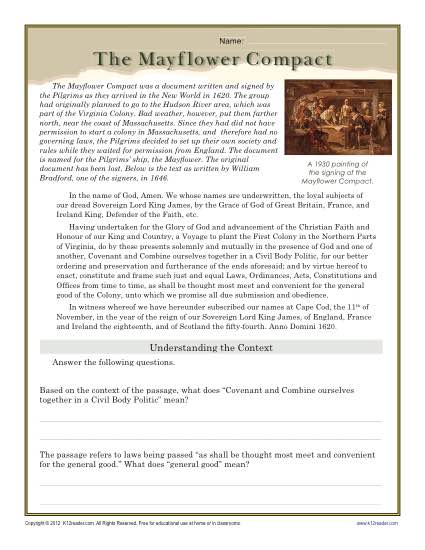 Name:
The Mayflower Compact
The Mayflower Compact was a document written and signed by
the Pilgrims as they arrived in the New World in 1620. The group
had originally planned to go to the Hudson River area, which was
part of the Virginia Colony. Bad weather, however, put them farther
north, near the coast of Massachusetts. Since they had did not have
permission to start a colony in Massachusetts, and therefore had no
governing laws, the Pilgrims decided to set up their own society and
rules while they waited for permission from England. The document
is named for the Pilgrims' ship, the Mayflower. The original
document has been lost. Below is the text as written by William
Bradford, one of the signers, in 1646.
A 1930 painting of
the signing of the
Mayflower Compact.
In the name of God, Amen. We whose names are underwritten, the loyal subjects of
our dread Sovereign Lord King James, by the Grace of God of Great Britain, France, and
Ireland King, Defender of the Faith, etc.
Having undertaken for the Glory of God and advancement of the Christian Faith and
Honour of our King and Country, a Voyage to plant the First Colony in the Northern Parts
of Virginia, do by these presents solemnly and mutually in the presence of God and one of
another, Covenant and Combine ourselves together in a Civil Body Politic, for our better
ordering and preservation and furtherance of the ends aforesaid; and by virtue hereof to
enact, constitute and frame such just and equal Laws, Ordinances, Acts, Constitutions and
Offices from time to time, as shall be thought most meet and convenient for the general
good of the Colony, unto which we promise all due submission and obedience.
In witness whereof we have hereunder subscribed our names at Cape Cod, the 11th of
November, in the year of the reign of our Sovereign Lord King James, of England, France
and Ireland the eighteenth, and of Scotland the fifty-fourth. Anno Domini 1620.
Understanding the Context
Answer the following questions.
Based on the context of the passage, what does “Covenant and Combine ourselves
together in a Civil Body Politic” mean?
The passage refers to laws being passed “as shall be thought most meet and convenient
for the general good.” What does “general good” mean?
Copyright © 2012 K12reader.com. All Rights Reserved. Free for educational use at home or in classrooms. www.k12reader.com